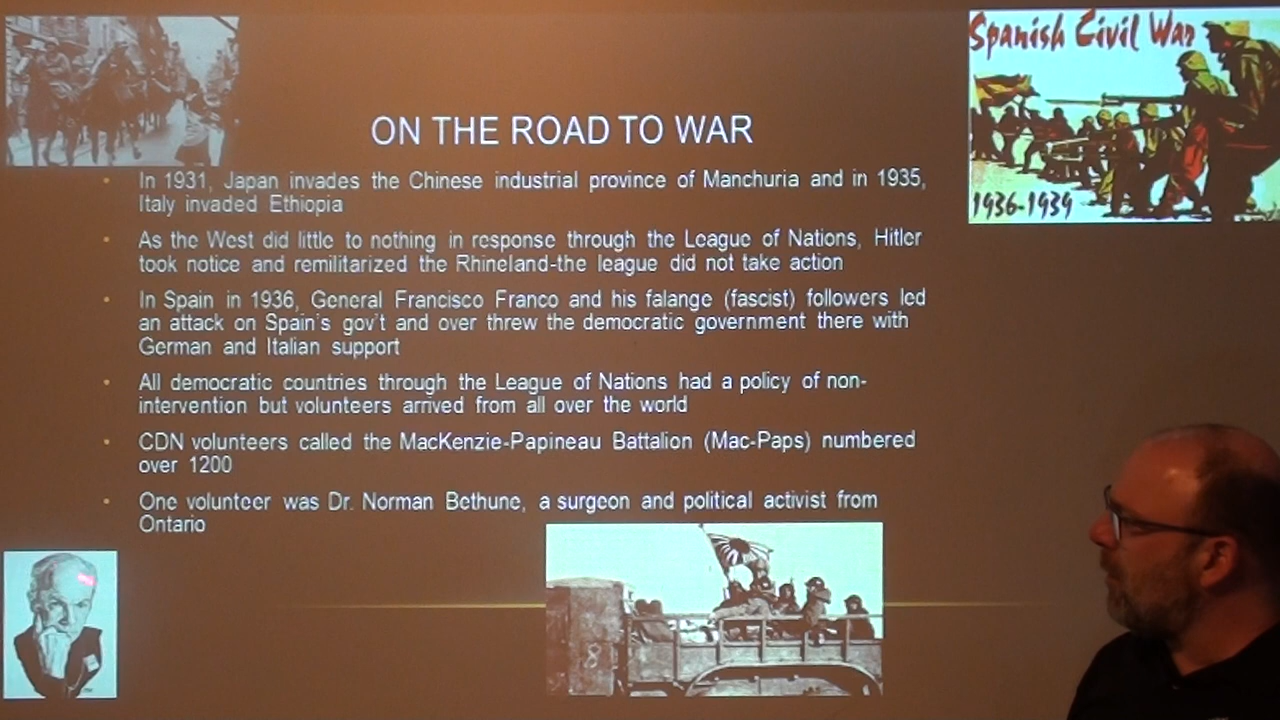 Spanish Civil War
1936-1939
ON THE ROAD TO WAR
• In 1931, Japan invades the Chinese industrial province of Manchuria and in 1935,
Italy invaded Ethiopia
• As the West did little to nothing in response through the League of Nations, Hitler
took notice and remilitarized the Rhineland-the league did not take action
• In Spain in 1936, General Francisco Franco and his falange (fascist) followers led
an attack on Spain's gov't and over threw the democratic government there with
German and Italian support
• All democratic countries through the League of Nations had a policy of non-
intervention but volunteers arrived from all over the world
• CDN volunteers called the MacKenzie-Papineau Battalion (Mac-Paps) numbered
over 1200
• One volunteer was Dr. Norman Bethune, a surgeon and political activist from
Ontario
8